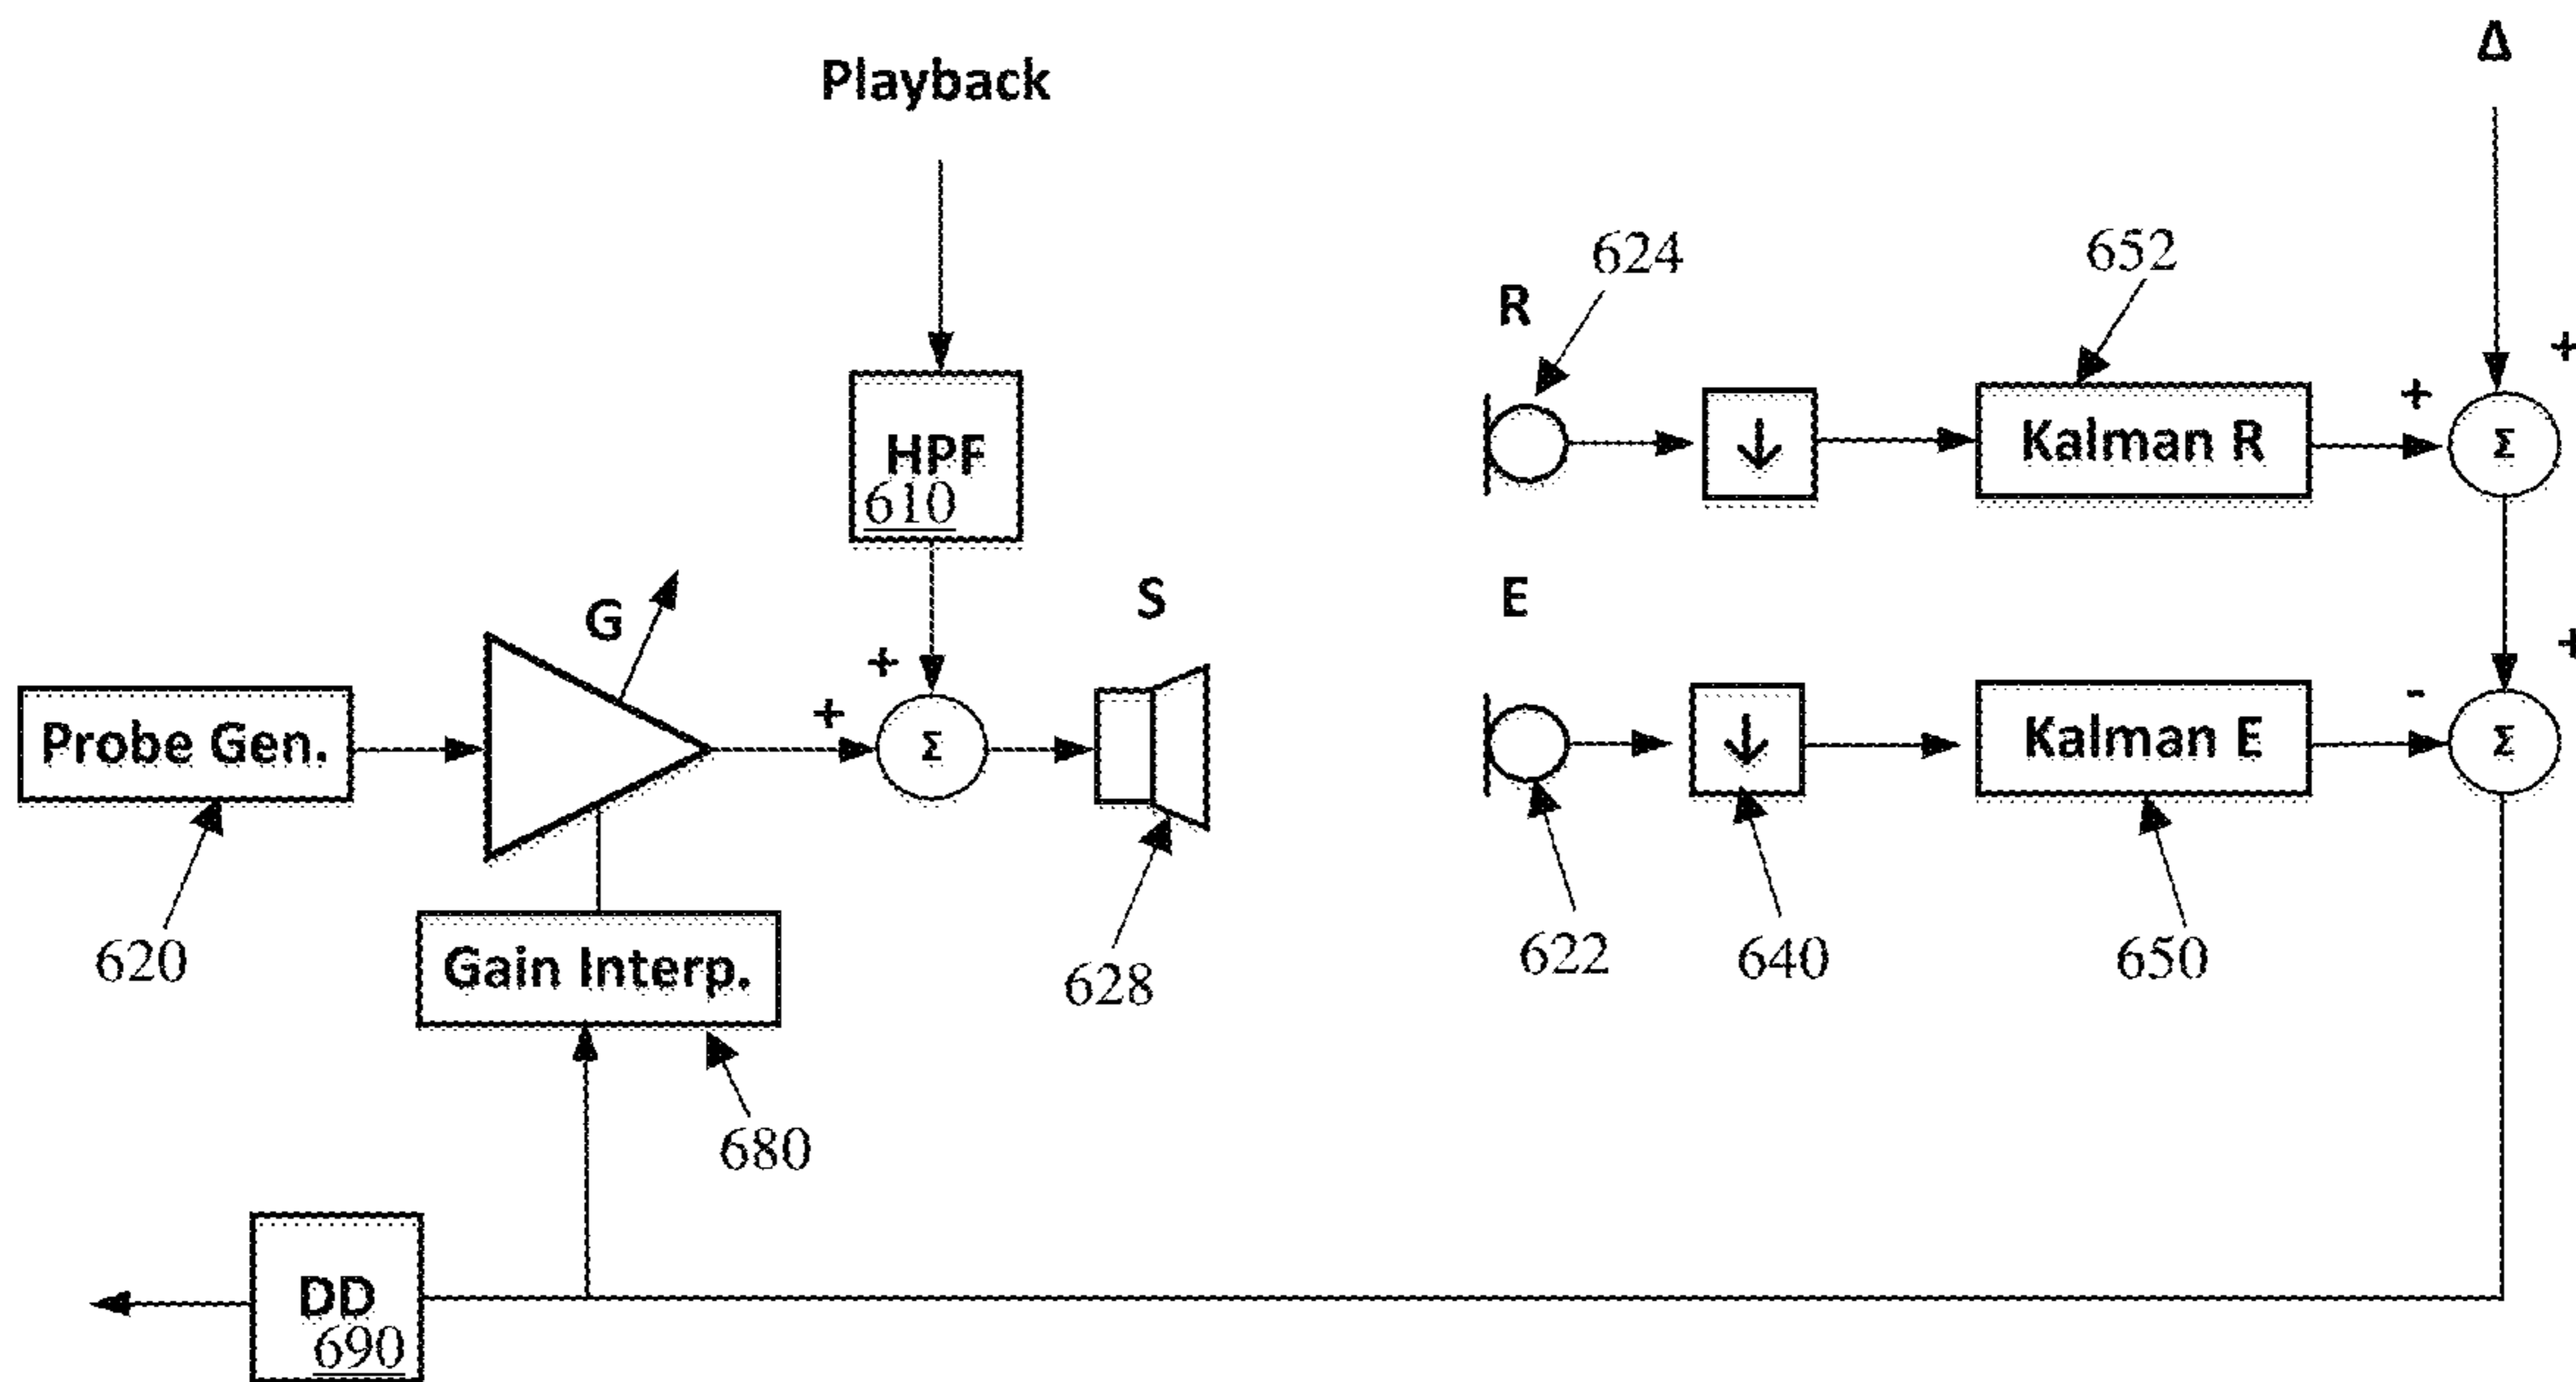 Δ
Playback
624
652
R
+
+
HPF
610
Kalman R
Σ
G
S
E
+
+
+
-
Probe Gen.
Σ
↓
↓
Kalman E
Σ
620
Gain Interp.
628
622
640
650
680
DD
690